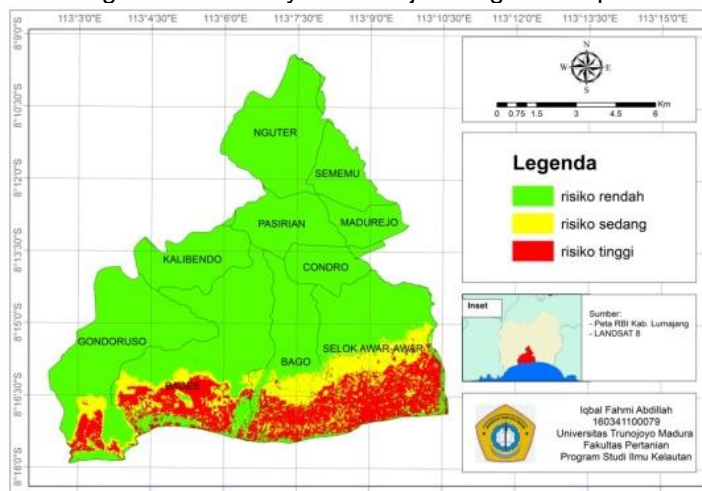 113°3'0"E 113°4'30"E 113°6'0"E 113°7'30"E 113°9'0"E 113°10'30"E 113°12'0"E 113°13'30"E 113°15'0"E
8°9'0"S
8°10'30"S
8°12'0"S
8°13'30"S
8°15'0"S
8°16'30"S
8°18'0"S
NGUTER
SEMEMU
PASIRIAN
MADUREJO
KALIBENDO
CONDRO
GONDORUSO
BAGO
SELOK AWAR-AWAR
BADES
N
W E
S
Km
0 0.75 1.5 3 4.5 6
Legenda
risiko rendah
risiko sedang
risiko tinggi
Inset
Sumber:
- Peta RBI Kab. Lumajang
- LANDSAT 8
Iqbal Fahmi Abdillah
160341100079
Universitas Trunojoyo Madura
Fakultas Pertanian
Program Studi Ilmu Kelautan